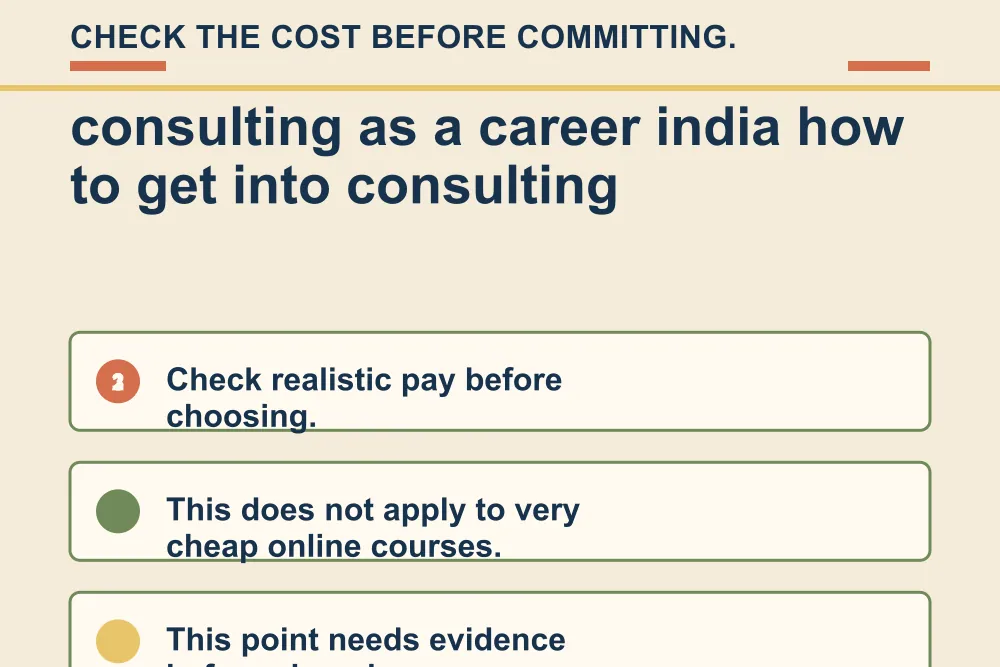 CHECK THE COST BEFORE COMMITTING.
consulting as a career india how
to get into consulting
Check realistic pay before
choosing.
This does not apply to very
cheap online courses.
This point needs evidence